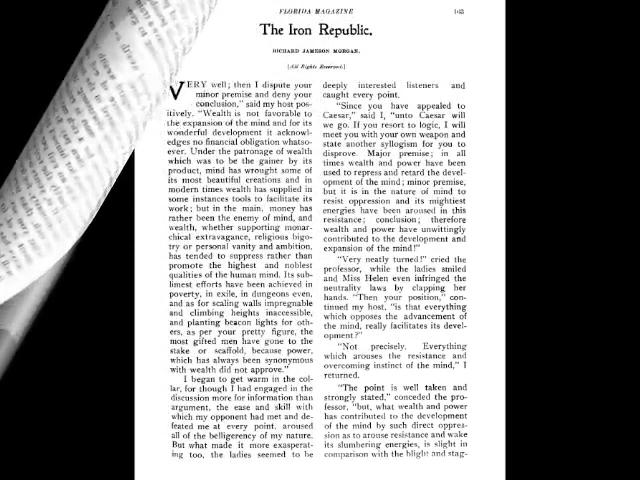 FLORIDA MAGAZINE
The Iron Republic.
RICHARD JAMESON MORGAN.
[All Rights Reserved.]
VERY well; then I dispute your
minor premise and deny your
conclusion," said my host pos-
itively. "Wealth is not favorable to
the expansion of the mind and for its
wonderful development it acknowl-
edges no financial obligation whatso-
ever. Under the patronage of wealth
which was to be the gainer by its
product, mind has wrought some of
its most beautiful creations and in
modern times wealth has supplied in
some instances tools to facilitate its
work; but in the main, money has
rather been the enemy of mind, and
wealth, whether supporting monar-
chical extravagance, religious bigo-
try or personal vanity and ambition,
has tended to suppress rather than
promote the highest and noblest
qualities of the human mind. Its sub-
limest efforts have been achieved in
poverty, in exile, in dungeons even,
and as for scaling walls impregnable
and climbing heights inaccessible,
and planting beacon lights for oth-
ers, as per your pretty figure, the
most gifted men have gone to the
stake or scaffold, because power,
which has always been synonymous
with wealth did not approve."
I began to get warm in the col-
lar, for though I had engaged in the
discussion more for information than
argument, the ease and skill with
which my opponent had met and de-
feated me at every point, aroused
all of the belligerency of my nature.
But what made it more exasperat-
ing too, the ladies seemed to be
deeply interested listeners and
caught every point.
"Since you have appealed to
Caesar," said I, "unto Caesar will
we go. If you resort to logic, I will
meet you with your own weapon and
state another syllogism for you to
disprove. Major premise; in all
times wealth and power have been
used to repress and retard the devel-
opment of the mind; minor premise,
but it is in the nature of mind to
resist oppression and its mightiest
energies have been aroused in this
resistance; conclusion; therefore
wealth and power have unwittingly
contributed to the development and
expansion of the mind!"
"Very neatly turned!" cried the
professor, while the ladies smiled
and Miss Helen even infringed the
neutrality laws by clapping her
hands. "Then your position," con-
tinued my host, "is that everything
which opposes the advancement of
the mind, really facilitates its devel-
opment?"
"Not precisely. Everything
which arouses the resistance and
overcoming instinct of the mind," I
returned.
"The point is well taken and
strongly stated," conceded the pro-
fessor, "but, what wealth and power
has contributed to the development
of the mind by such direct oppres-
sion as to arouse resistance and wake
its slumbering energies, is slight in
comparison with the blight and stag-